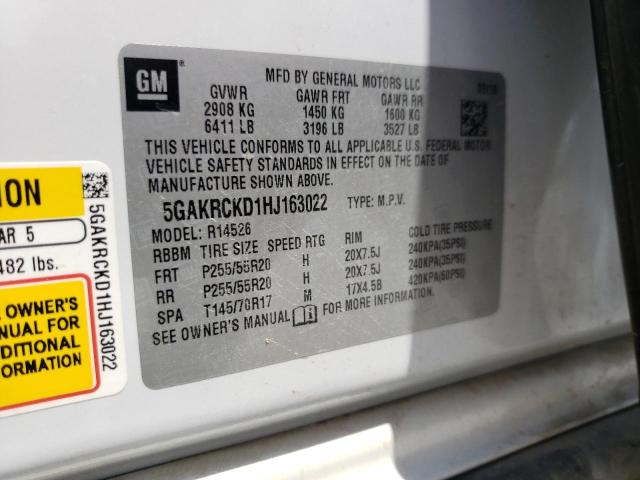 GM
MFD BY GENERAL MOTORS LLC
GVWR GAWR FRT GAWR RR
2908 KG 1450 KG 1600 KG
6411 LB 3196 LB 3527 LB
THIS VEHICLE CONFORMS TO ALL APPLICABLE U.S. FEDERAL MOTOR
VEHICLE SAFETY STANDARDS IN EFFECT ON THE DATE OF
MANUFACTURE SHOWN ABOVE.
5GAKRCKD1HJ163022 TYPE: M.P.V.
MODEL: R14526
RBBM TIRE SIZE SPEED RTG RIM COLD TIRE PRESSURE
FRT P255/55R20 H 20X7.5J 240KPA(35PSI)
RR P255/55R20 H 20X7.5J 240KPA(35PSI)
SPA T145/70R17 M 17X4.5B 420KPA(60PSI)
SEE OWNER'S MANUAL FOR MORE INFORMATION.
TION
AR 5
482 lbs.
OWNER'S
ANUAL FOR
DITIONAL
FORMATION
5GAKRCKD1HJ163022